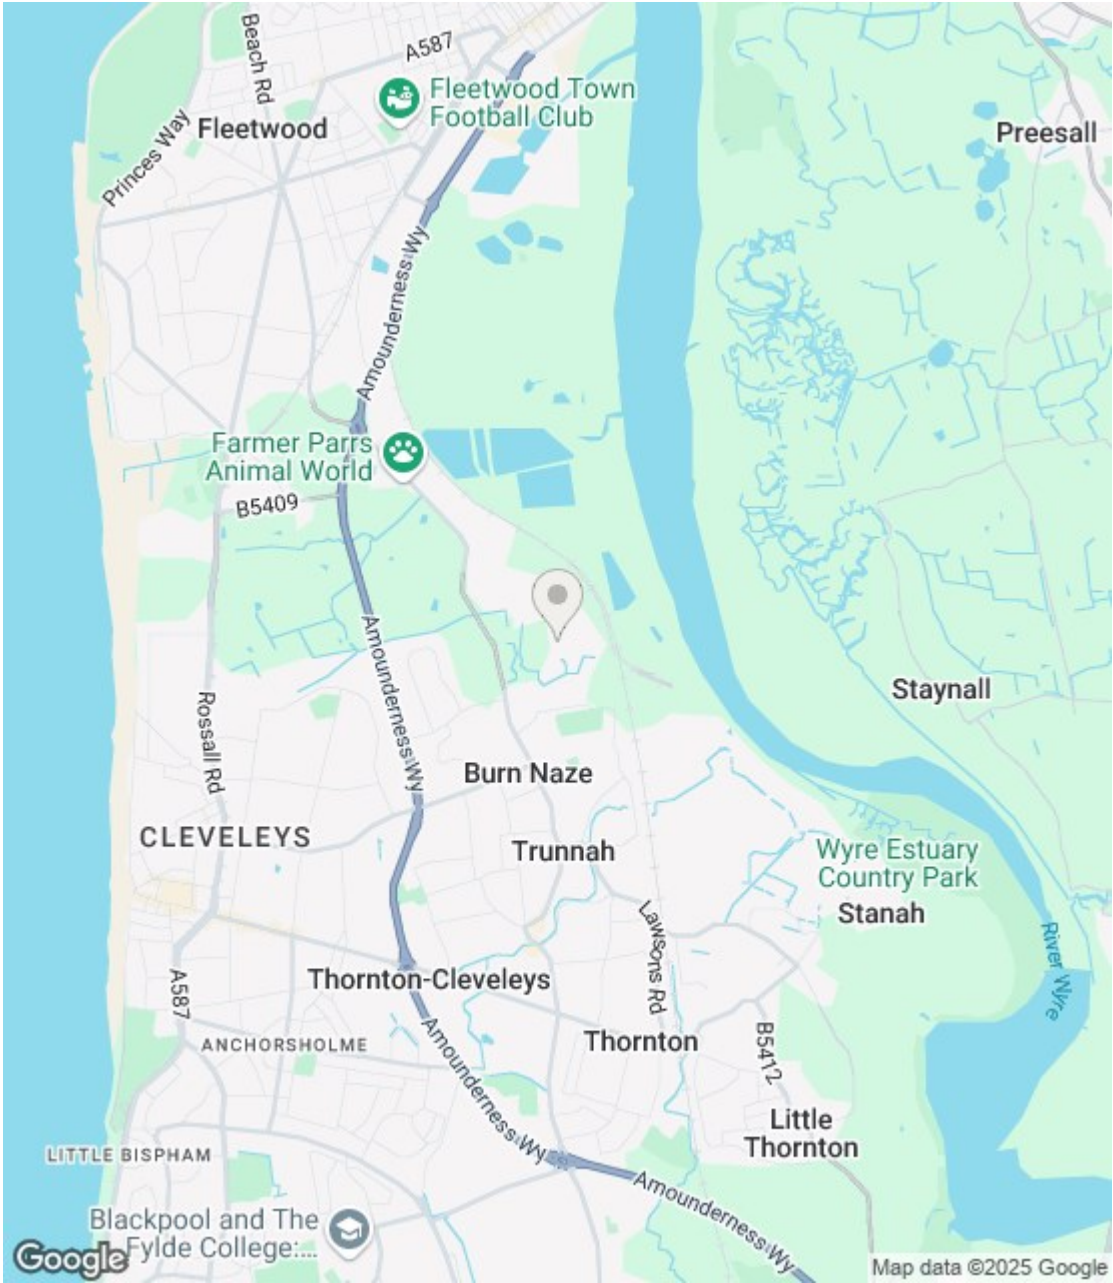 Beach Rd
A587
Fleetwood Town
Football Club
Fleetwood
Preesall
Princes Way
Amounderness Wy
Farmer Parrs
Animal World
B5409
Amounderness Wy
Staynall
Rossall Rd
Burn Naze
CLEVELEYS
Trunnah
Wyre Estuary
Country Park
Stanah
Lawsons Rd
River Wyre
Thornton-Cleveleys
A587
ANCHORSHOLME
Thornton
B5412
Amounderness Wy
Little
Thornton
LITTLE BISPHAM
Amounderness Wy
Blackpool and The
Fylde College:...
Google
Map data ©2025 Google